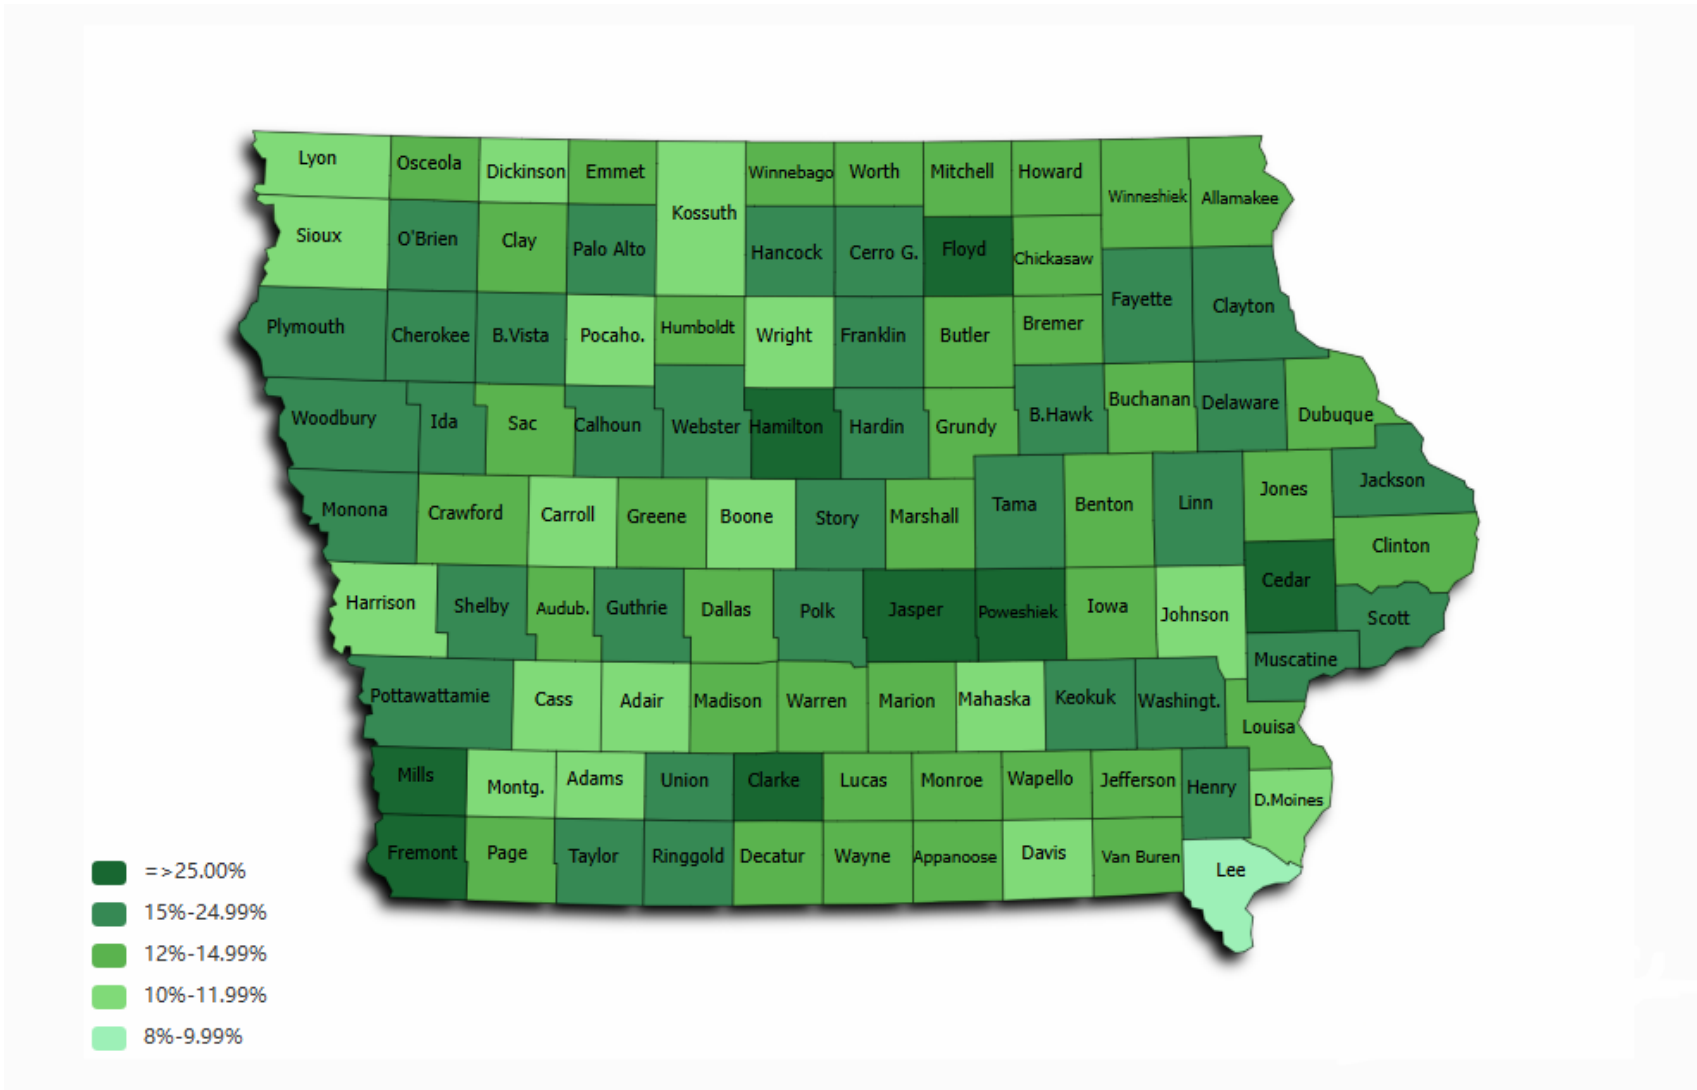 Lyon
Osceola
Dickinson
Emmet
Kossuth
Winnebago
Worth
Mitchell
Howard
Winneshiek
Allamakee
Sioux
O'Brien
Clay
Palo Alto
Hancock
Cerro G.
Floyd
Chickasaw
Fayette
Clayton
Plymouth
Cherokee
B.Vista
Pocaho.
Humboldt
Wright
Franklin
Butler
Bremer
Woodbury
Ida
Sac
Calhoun
Webster
Hamilton
Hardin
Grundy
B.Hawk
Buchanan
Delaware
Dubuque
Monona
Crawford
Carroll
Greene
Boone
Story
Marshall
Tama
Benton
Linn
Jones
Jackson
Clinton
Harrison
Shelby
Audub.
Guthrie
Dallas
Polk
Jasper
Poweshiek
Iowa
Johnson
Cedar
Scott
Muscatine
Pottawattamie
Cass
Adair
Madison
Warren
Marion
Mahaska
Keokuk
Washingt.
Louisa
Mills
Montg.
Adams
Union
Clarke
Lucas
Monroe
Wapello
Jefferson
Henry
D.Moines
Fremont
Page
Taylor
Ringgold
Decatur
Wayne
Appanoose
Davis
Van Buren
Lee
=>25.00%
15%-24.99%
12%-14.99%
10%-11.99%
8%-9.99%